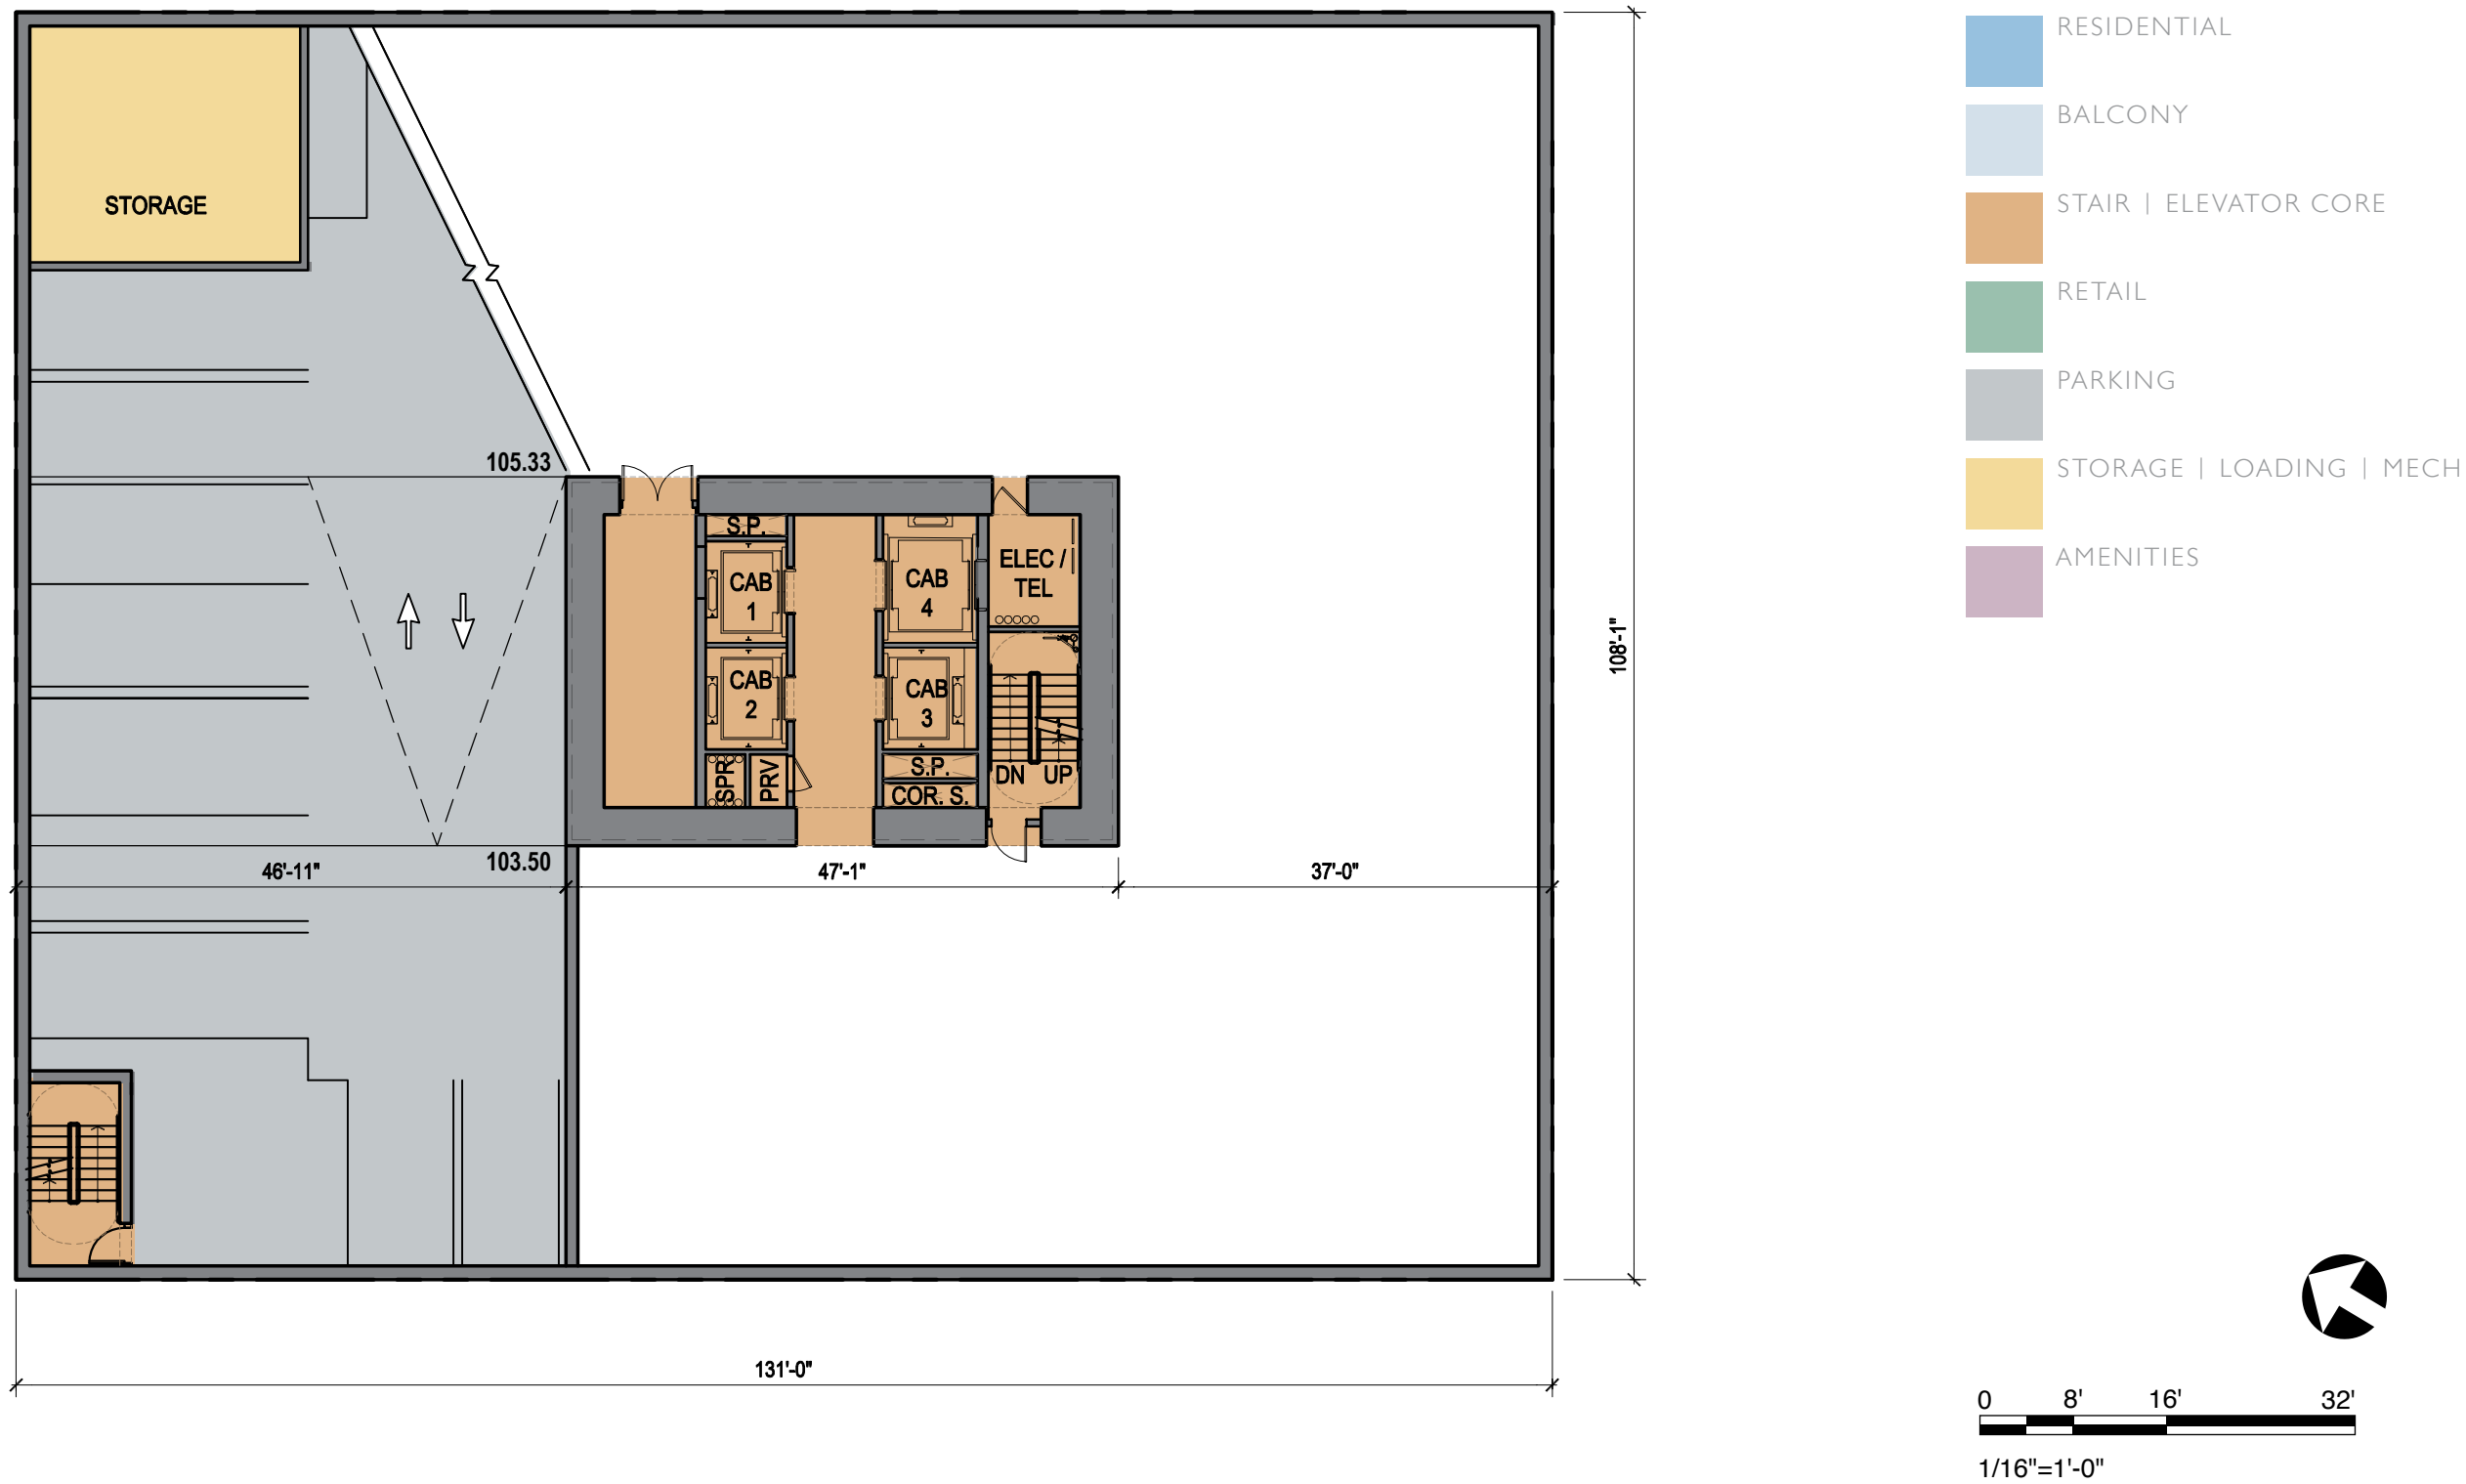 STORAGE
105.33
S.P.
CAB
1
CAB
4
ELEC /
TEL
CAB
2
CAB
3
SPR
PRV
S.P.
COR. S.
DN UP
103.50
46'-11"
47'-1"
37'-0"
108'-1"
131'-0"
RESIDENTIAL
BALCONY
STAIR | ELEVATOR CORE
RETAIL
PARKING
STORAGE | LOADING | MECH
AMENITIES
0 8' 16' 32'
1/16"=1'-0"